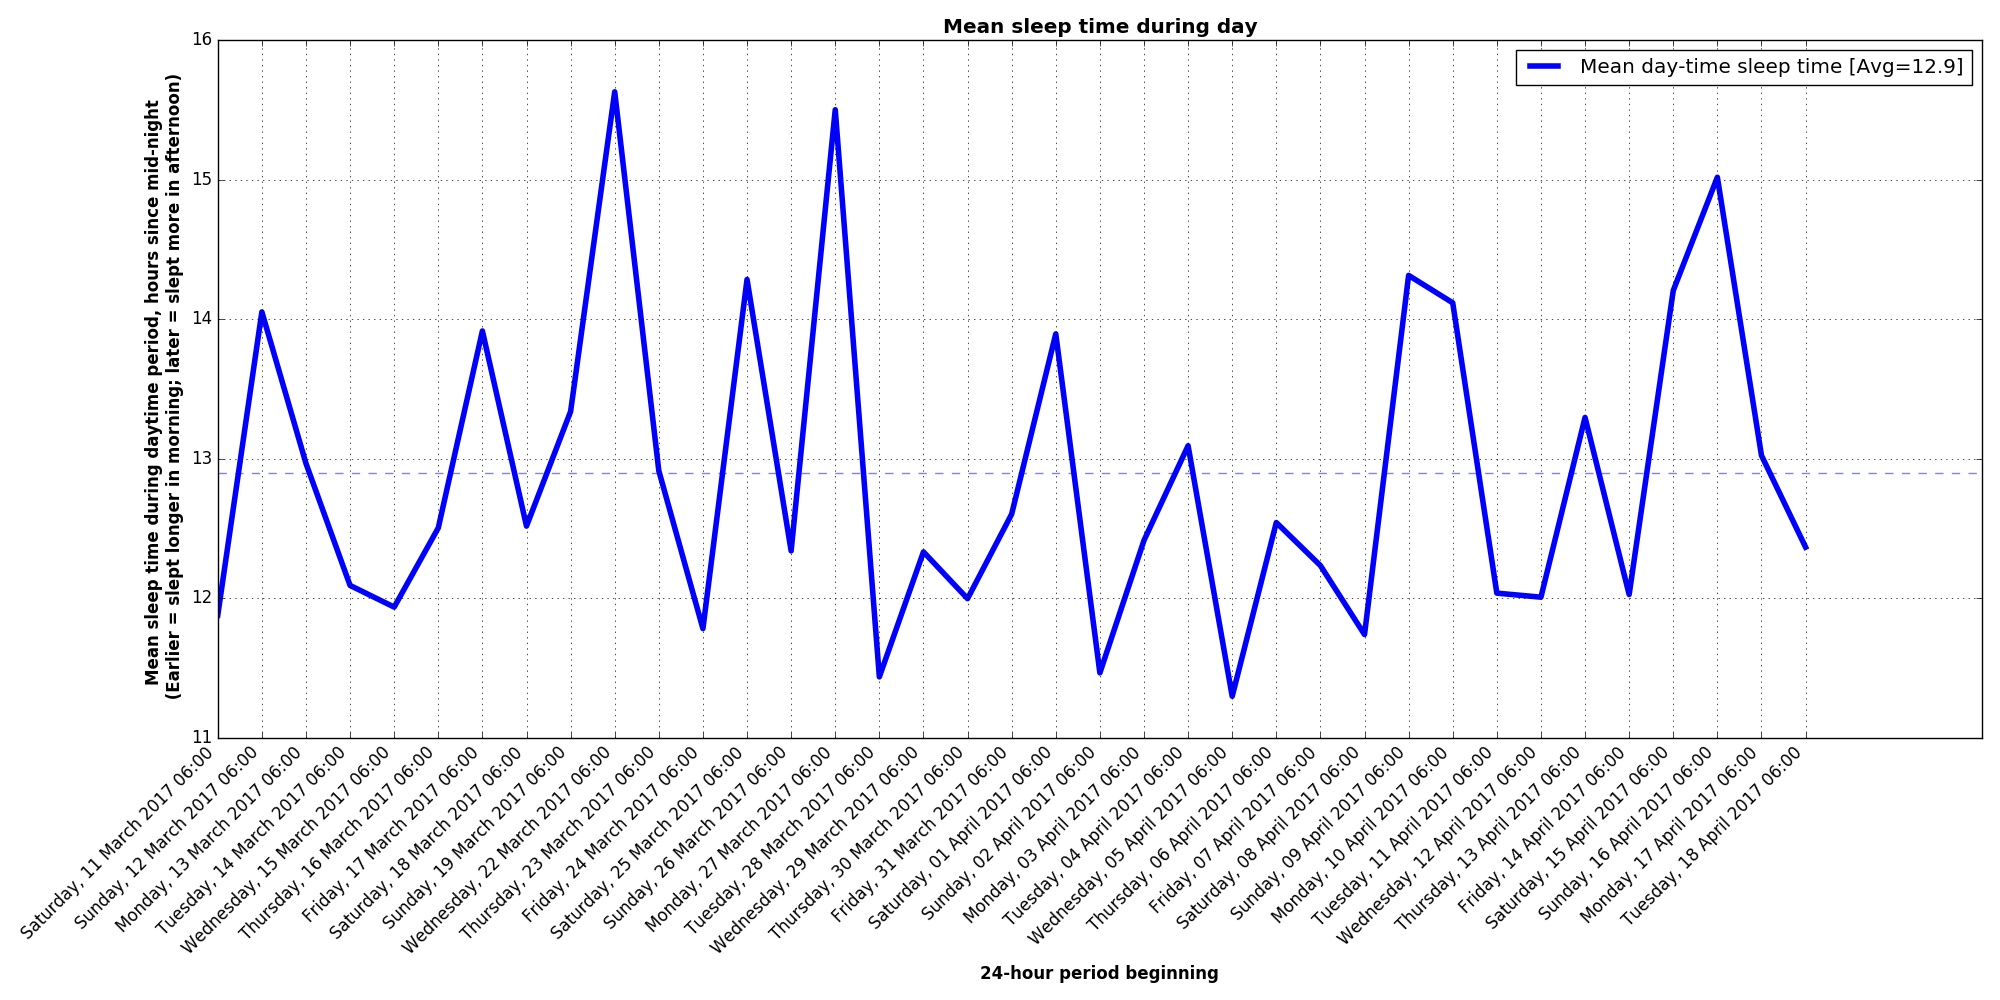 Mean sleep time during day
Mean day-time sleep time [Avg=12.9]
Mean sleep time during daytime period, hours since mid-night
(Earlier = slept longer in morning; later = slept more in afternoon)
16
15
14
13
12
11
Saturday, 11 March 2017 06:00
Sunday, 12 March 2017 06:00
Monday, 13 March 2017 06:00
Tuesday, 14 March 2017 06:00
Wednesday, 15 March 2017 06:00
Thursday, 16 March 2017 06:00
Friday, 17 March 2017 06:00
Saturday, 18 March 2017 06:00
Sunday, 19 March 2017 06:00
Wednesday, 22 March 2017 06:00
Thursday, 23 March 2017 06:00
Friday, 24 March 2017 06:00
Saturday, 25 March 2017 06:00
Sunday, 26 March 2017 06:00
Monday, 27 March 2017 06:00
Tuesday, 28 March 2017 06:00
Wednesday, 29 March 2017 06:00
Thursday, 30 March 2017 06:00
Friday, 31 March 2017 06:00
Saturday, 01 April 2017 06:00
Sunday, 02 April 2017 06:00
Monday, 03 April 2017 06:00
Tuesday, 04 April 2017 06:00
Wednesday, 05 April 2017 06:00
Thursday, 06 April 2017 06:00
Friday, 07 April 2017 06:00
Saturday, 08 April 2017 06:00
Sunday, 09 April 2017 06:00
Monday, 10 April 2017 06:00
Tuesday, 11 April 2017 06:00
Wednesday, 12 April 2017 06:00
Thursday, 13 April 2017 06:00
Friday, 14 April 2017 06:00
Saturday, 15 April 2017 06:00
Sunday, 16 April 2017 06:00
Monday, 17 April 2017 06:00
Tuesday, 18 April 2017 06:00
24-hour period beginning